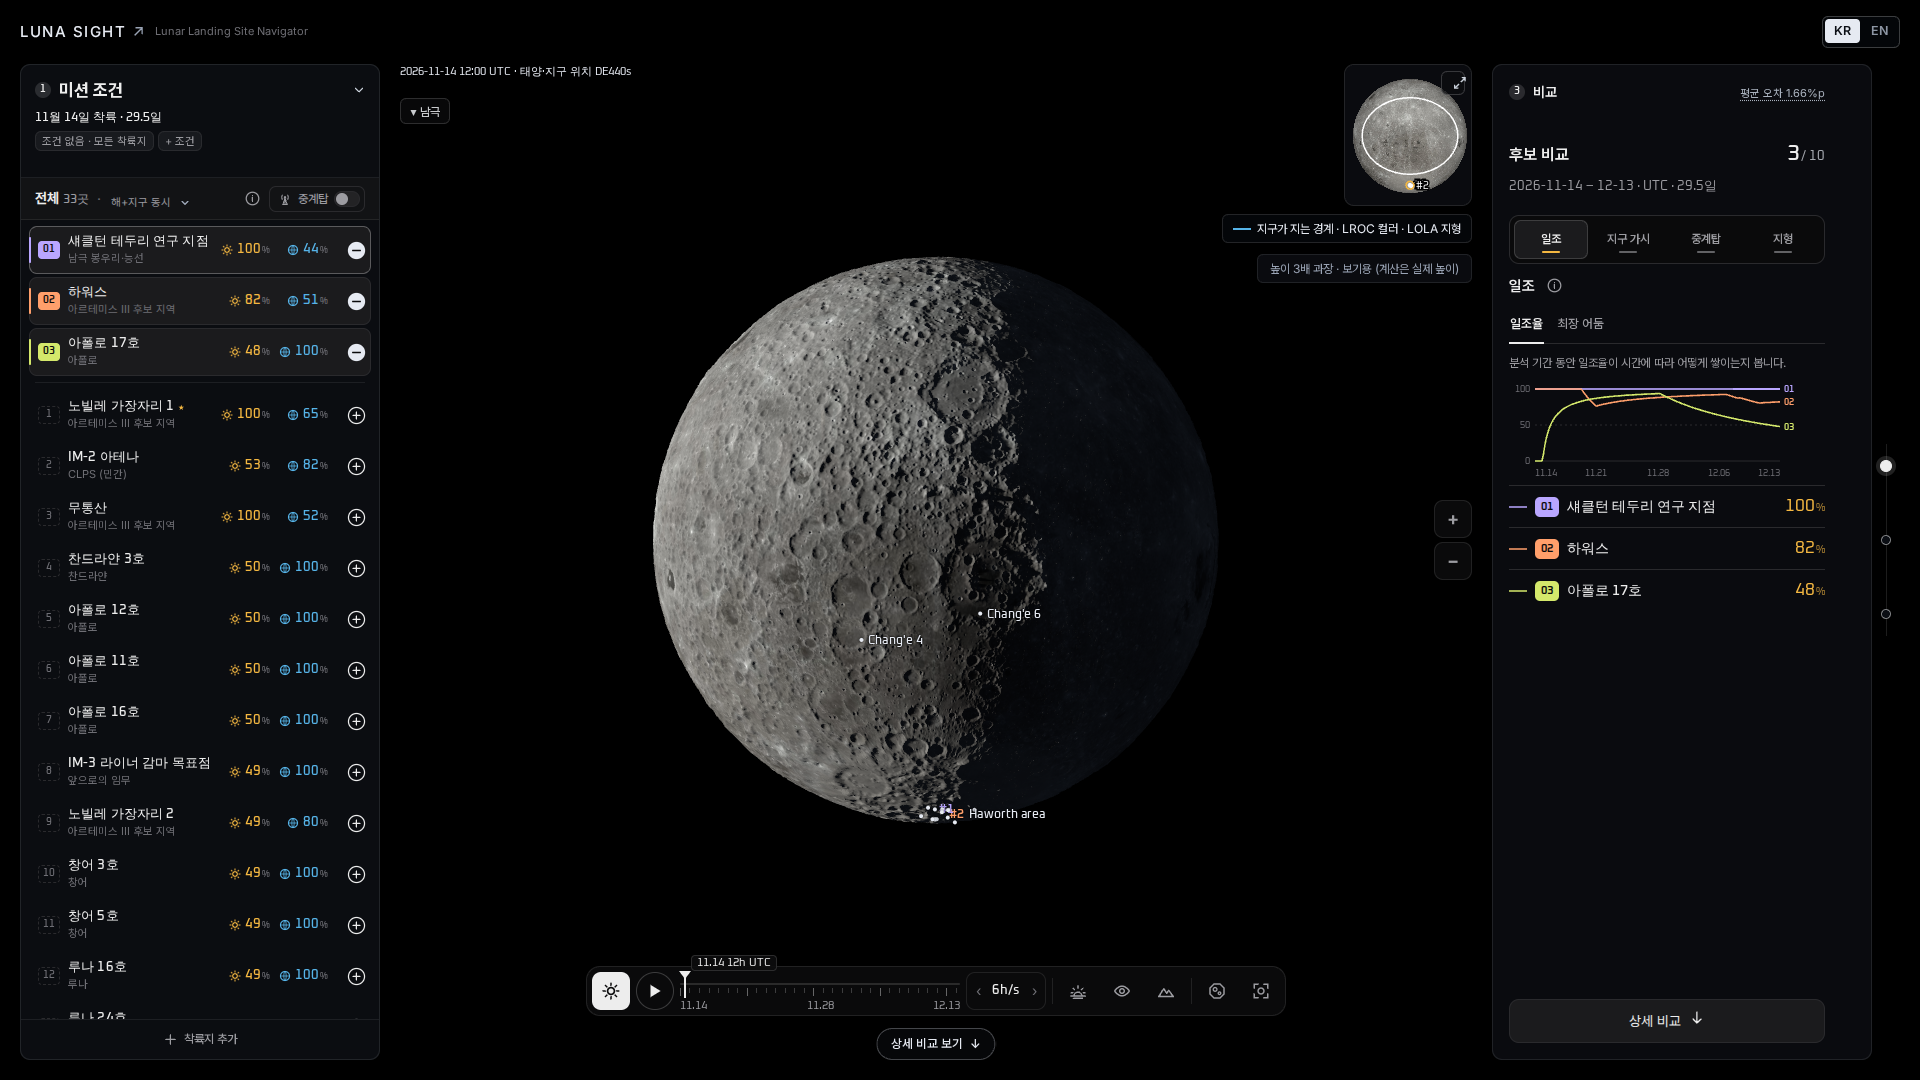 LUNA SIGHT ↗ Lunar Landing Site Navigator
KR EN
1 미션 조건
11월 14일 착륙 · 29.5일
조건 없음 · 모든 착륙지 + 조건
전체 33곳 · 해+지구 동시
중계탑
01 섀클턴 테두리 연구 지점 100% 44%
남극 봉우리·능선
02 하워스 82% 51%
아르테미스 III 후보 지역
03 아폴로 17호 48% 100%
아폴로
1 노빌레 가장자리 1 ★ 100% 65%
아르테미스 III 후보 지역
2 IM-2 아테나 53% 82%
CLPS (민간)
3 무통산 100% 52%
아르테미스 III 후보 지역
4 찬드라얀 3호 50% 100%
찬드라얀
5 아폴로 12호 50% 100%
아폴로
6 아폴로 11호 50% 100%
아폴로
7 아폴로 16호 50% 100%
아폴로
8 IM-3 라이너 감마 목표점 49% 100%
앞으로의 임무
9 노빌레 가장자리 2 49% 80%
아르테미스 III 후보 지역
10 창어 3호 49% 100%
창어
11 창어 5호 49% 100%
창어
12 루나 16호 49% 100%
루나
루나 24호
+ 착륙지 추가
2026-11-14 12:00 UTC · 태양·지구 위치 DE440s
▾ 남극
#2
지구가 지는 경계 · LROC 컬러 · LOLA 지형
높이 3배 과장 · 보기용 (계산은 실제 높이)
+
−
Chang'e 6
Chang'e 4
#1
#2 Haworth area
11.14 12h UTC
11.14 11.28 12.13
‹ 6h/s ›
상세 비교 보기 ↓
3 비교 평균 오차 1.66%p
후보 비교 3 / 10
2026-11-14 – 12-13 · UTC · 29.5일
일조 지구 가시 중계탑 지형
일조
일조율 최장 어둠
분석 기간 동안 일조율이 시간에 따라 어떻게 쌓이는지 봅니다.
100 01
02
50 03
0
11.14 11.21 11.28 12.06 12.13
01 섀클턴 테두리 연구 지점 100%
02 하워스 82%
03 아폴로 17호 48%
상세 비교 ↓